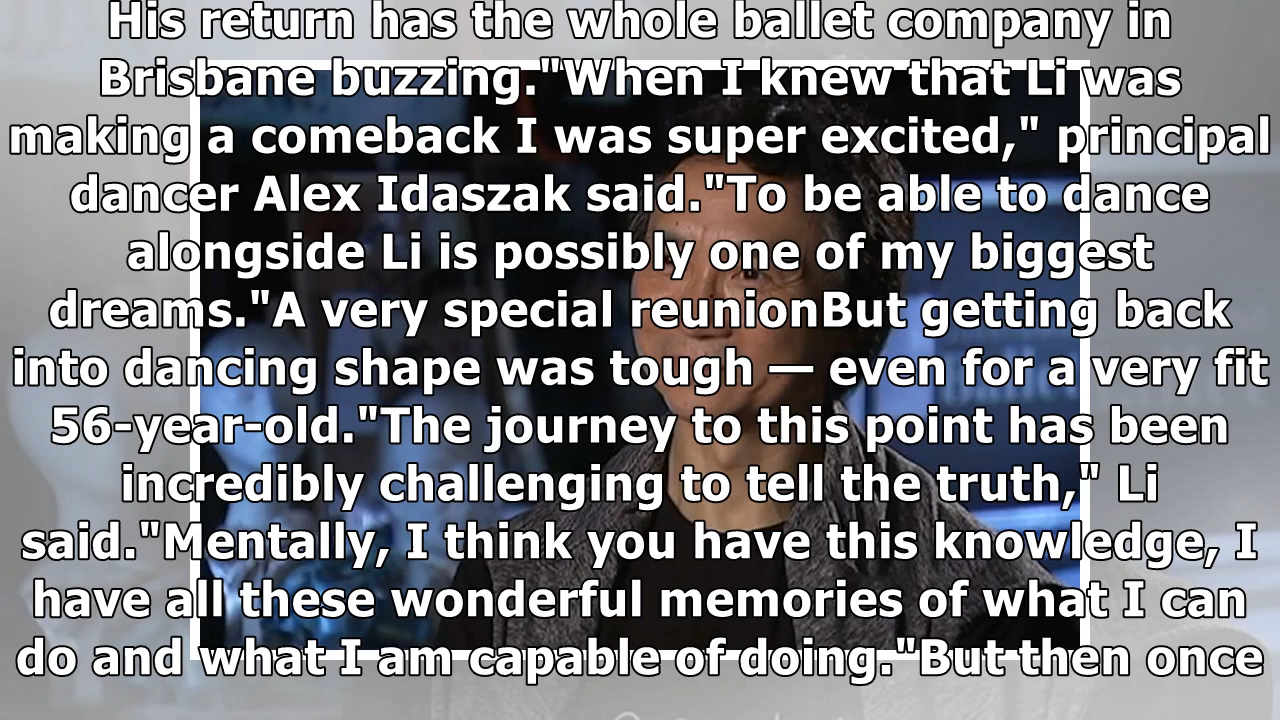 His return has the whole ballet company in
Brisbane buzzing."When I knew that Li was
making a comeback I was super excited," principal
dancer Alex Idaszak said."To be able to dance
alongside Li is possibly one of my biggest
dreams."A very special reunionBut getting back
into dancing shape was tough — even for a very fit
56-year-old."The journey to this point has been
incredibly challenging to tell the truth," Li
said."Mentally, I think you have this knowledge, I
have all these wonderful memories of what I can
do and what I am capable of doing."But then once